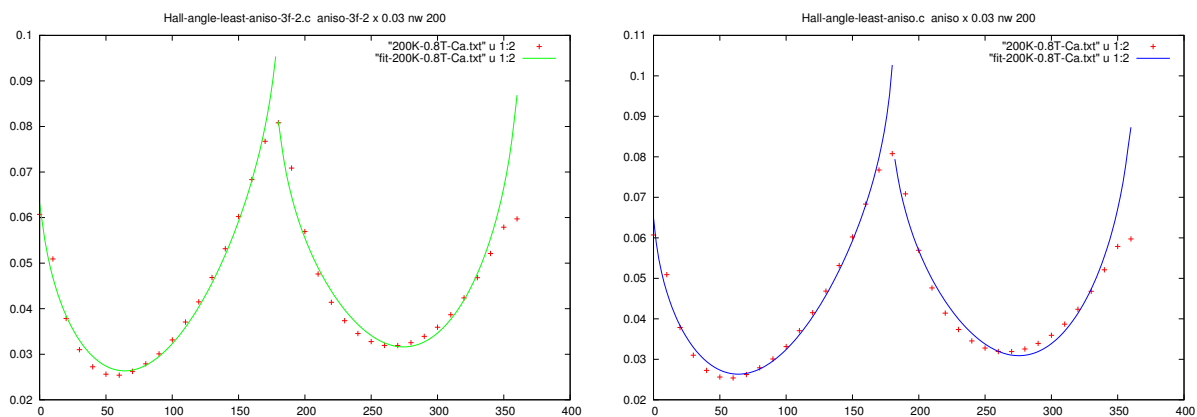 Hall-angle-least-aniso-3f-2.c aniso-3f-2 x 0.03 nw 200
"200K-0.8T-Ca.txt" u 1:2
"fit-200K-0.8T-Ca.txt" u 1:2
0.1
0.09
0.08
0.07
0.06
0.05
0.04
0.03
0.02
0 50 100 150 200 250 300 350 400
Hall-angle-least-aniso.c aniso x 0.03 nw 200
"200K-0.8T-Ca.txt" u 1:2
"fit-200K-0.8T-Ca.txt" u 1:2
0.11
0.1
0.09
0.08
0.07
0.06
0.05
0.04
0.03
0.02
0 50 100 150 200 250 300 350 400